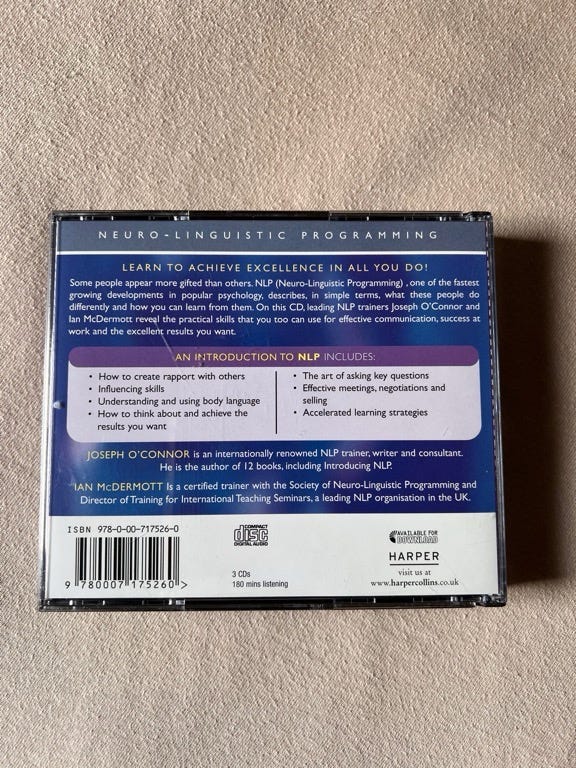 NEURO-LINGUISTIC PROGRAMMING
LEARN TO ACHIEVE EXCELLENCE IN ALL YOU DO!
Some people appear more gifted than others. NLP (Neuro-Linguistic Programming) , one of the fastest
growing developments in popular psychology, describes, in simple terms, what these people do
differently and how you can learn from them. On this CD, leading NLP trainers Joseph O'Connor and
Ian McDermott reveal the practical skills that you too can use for effective communication, success at
work and the excellent results you want.
AN INTRODUCTION TO NLP INCLUDES:
• How to create rapport with others
• Influencing skills
• Understanding and using body language
• How to think about and achieve the
results you want
• The art of asking key questions
• Effective meetings, negotiations and
selling
• Accelerated learning strategies
JOSEPH O'CONNOR is an internationally renowned NLP trainer, writer and consultant.
He is the author of 12 books, including Introducing NLP.
IAN McDERMOTT Is a certified trainer with the Society of Neuro-Linguistic Programming and
Director of Training for International Teaching Seminars, a leading NLP organisation in the UK.
ISBN 978-0-00-717526-0
9 780007 175260 >
COMPACT
disc
DIGITAL AUDIO
3 CDs
180 mins listening
AVAILABLE FOR
DOWNLOAD
HARPER
visit us at
www.harpercollins.co.uk